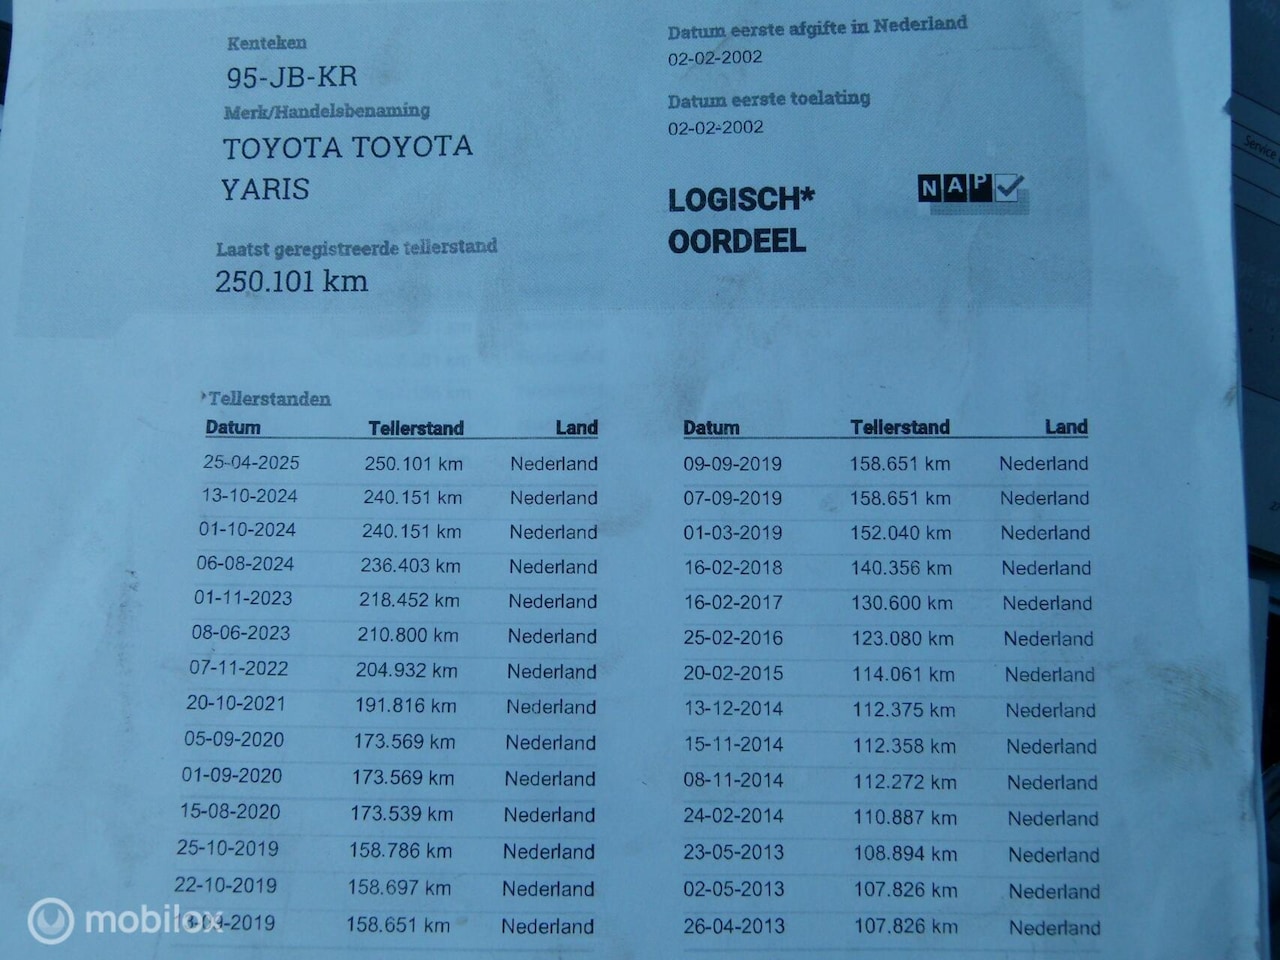 Kenteken
95-JB-KR
Merk/Handelsbenaming
TOYOTA TOYOTA
YARIS
Laatst geregistreerde tellerstand
250.101 km
Datum eerste afgifte in Nederland
02-02-2002
Datum eerste toelating
02-02-2002
LOGISCH*
OORDEEL
NAP
*Tellerstanden
Datum Tellerstand Land
25-04-2025 250.101 km Nederland
13-10-2024 240.151 km Nederland
01-10-2024 240.151 km Nederland
06-08-2024 236.403 km Nederland
01-11-2023 218.452 km Nederland
08-06-2023 210.800 km Nederland
07-11-2022 204.932 km Nederland
20-10-2021 191.816 km Nederland
05-09-2020 173.569 km Nederland
01-09-2020 173.569 km Nederland
15-08-2020 173.539 km Nederland
25-10-2019 158.786 km Nederland
22-10-2019 158.697 km Nederland
09-2019 158.651 km Nederland
Datum Tellerstand Land
09-09-2019 158.651 km Nederland
07-09-2019 158.651 km Nederland
01-03-2019 152.040 km Nederland
16-02-2018 140.356 km Nederland
16-02-2017 130.600 km Nederland
25-02-2016 123.080 km Nederland
20-02-2015 114.061 km Nederland
13-12-2014 112.375 km Nederland
15-11-2014 112.358 km Nederland
08-11-2014 112.272 km Nederland
24-02-2014 110.887 km Nederland
23-05-2013 108.894 km Nederland
02-05-2013 107.826 km Nederland
26-04-2013 107.826 km Nederland
Service
mobilox